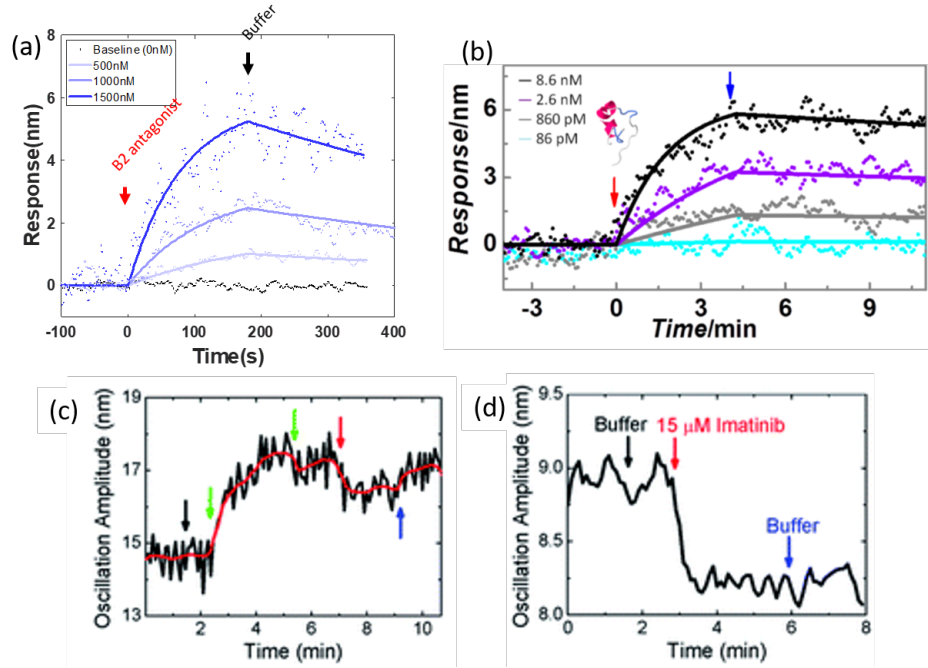 (a)
Response(nm)
8
6
4
2
0
Baseline (0nM)
500nM
1000nM
1500nM
B2 antagonist
Buffer
-100
0
100
200
300
400
Time(s)
(b)
Response/nm
6
3
0
8.6 nM
2.6 nM
860 pM
86 pM
-3
0
3
6
9
Time/min
(c)
Oscillation Amplitude (nm)
19
17
15
13
0
2
4
6
8
10
Time (min)
(d)
Oscillation Amplitude (nm)
9.0
8.5
8.0
Buffer
15 μM Imatinib
Buffer
0
2
4
6
8
Time (min)